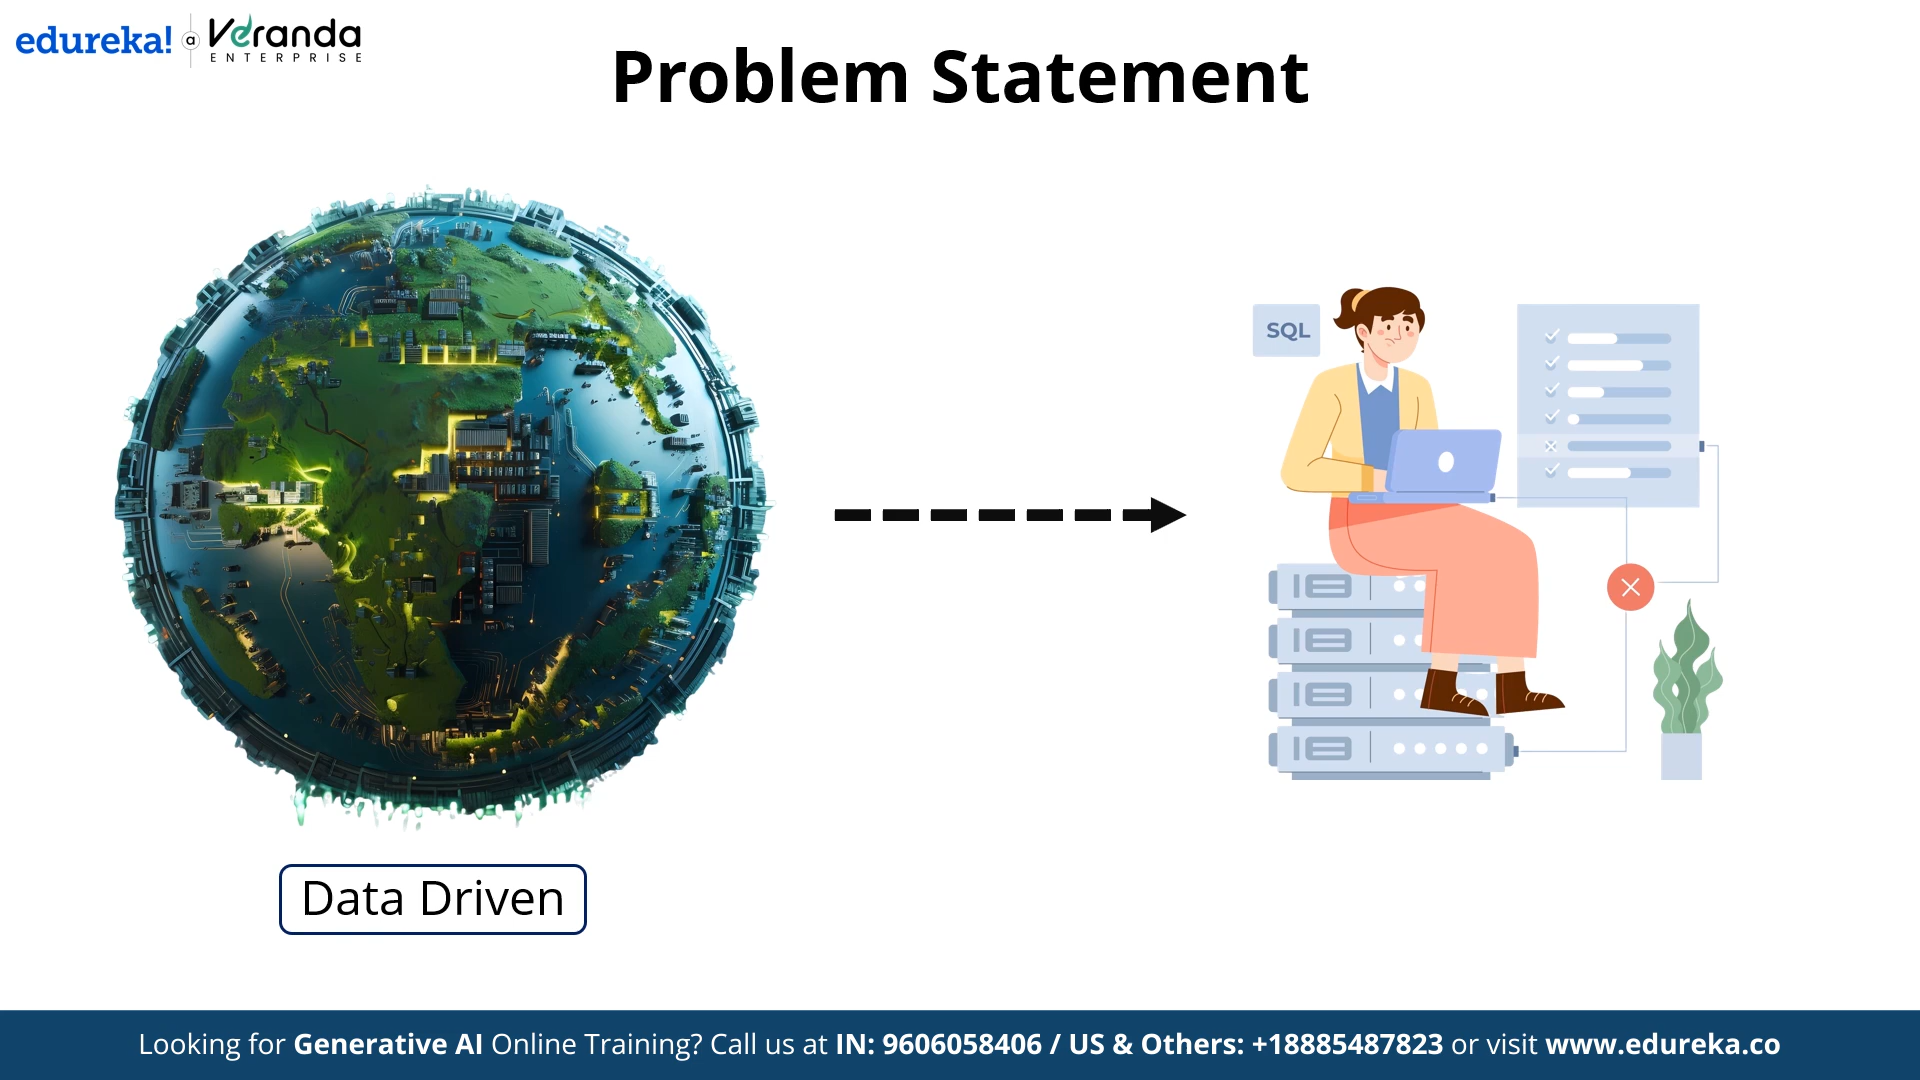 edureka! a Veranda
ENTERPRISE
Problem Statement
SQL
Data Driven
Looking for Generative AI Online Training? Call us at IN: 9606058406 / US & Others: +18885487823 or visit www.edureka.co